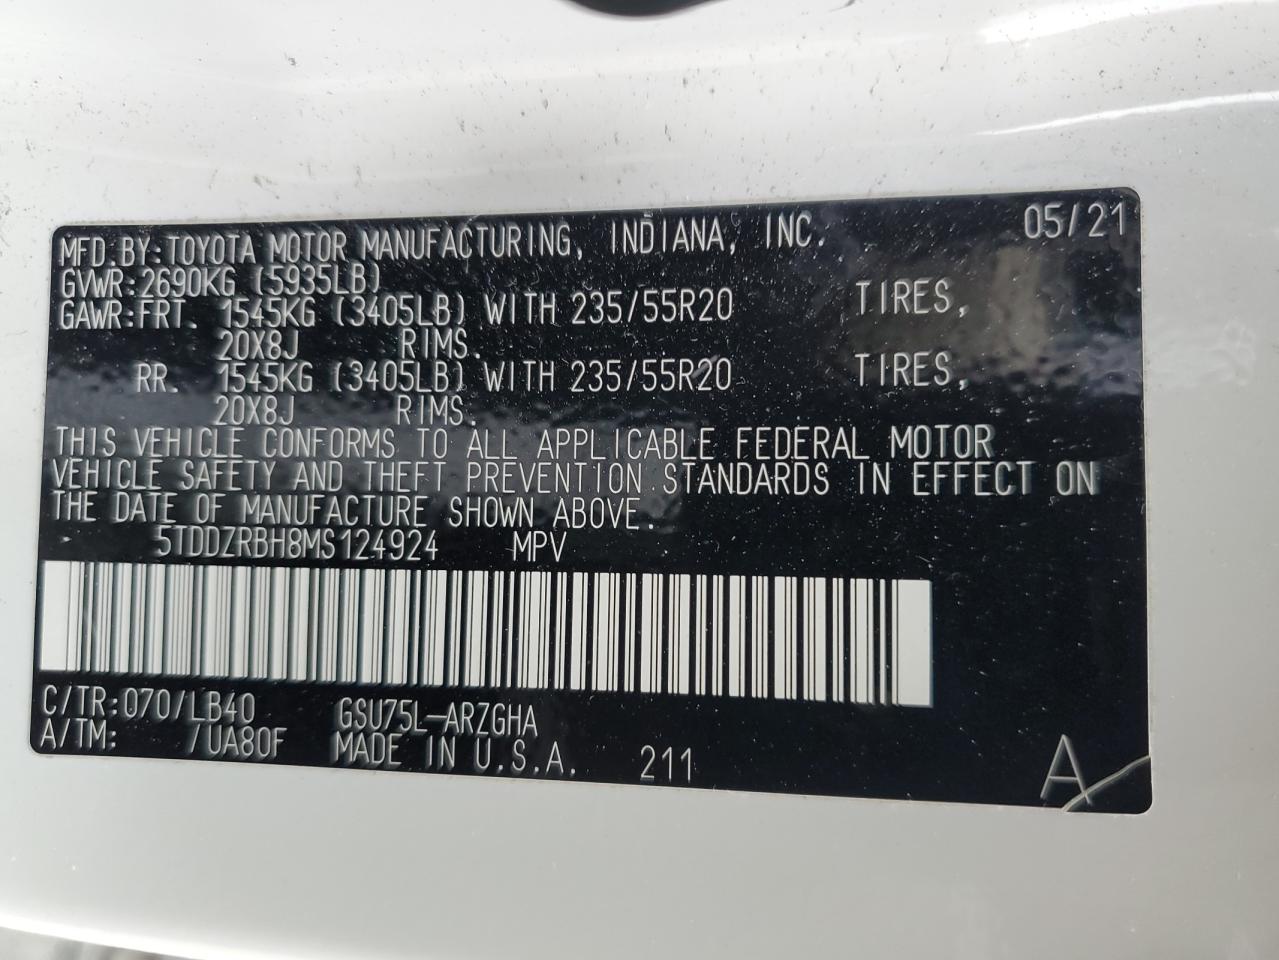 MFD.BY:TOYOTA MOTOR MANUFACTURING, INDIANA, INC. 05/21
GVWR:2690KG (5935LB)
GAWR:FRT. 1545KG (3405LB) WITH 235/55R20 TIRES,
20X8J RIMS.
RR. 1545KG (3405LB) WITH 235/55R20 TIRES,
20X8J RIMS.
THIS VEHICLE CONFORMS TO ALL APPLICABLE FEDERAL MOTOR
VEHICLE SAFETY AND THEFT PREVENTION STANDARDS IN EFFECT ON
THE DATE OF MANUFACTURE SHOWN ABOVE.
5TDDZRBH8MS124924 MPV
C/TR:070/LB40 GSU75L-ARZGHA
A/TM: /UA80F MADE IN U.S.A. 211 A